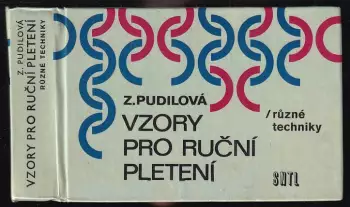 Z. PUDILOVÁ
VZORY PRO RUČNÍ PLETENÍ
RŮZNÉ TECHNIKY
Z. PUDILOVÁ
VZORY
PRO RUČNÍ
PLETENÍ
/různé
techniky
SNTL